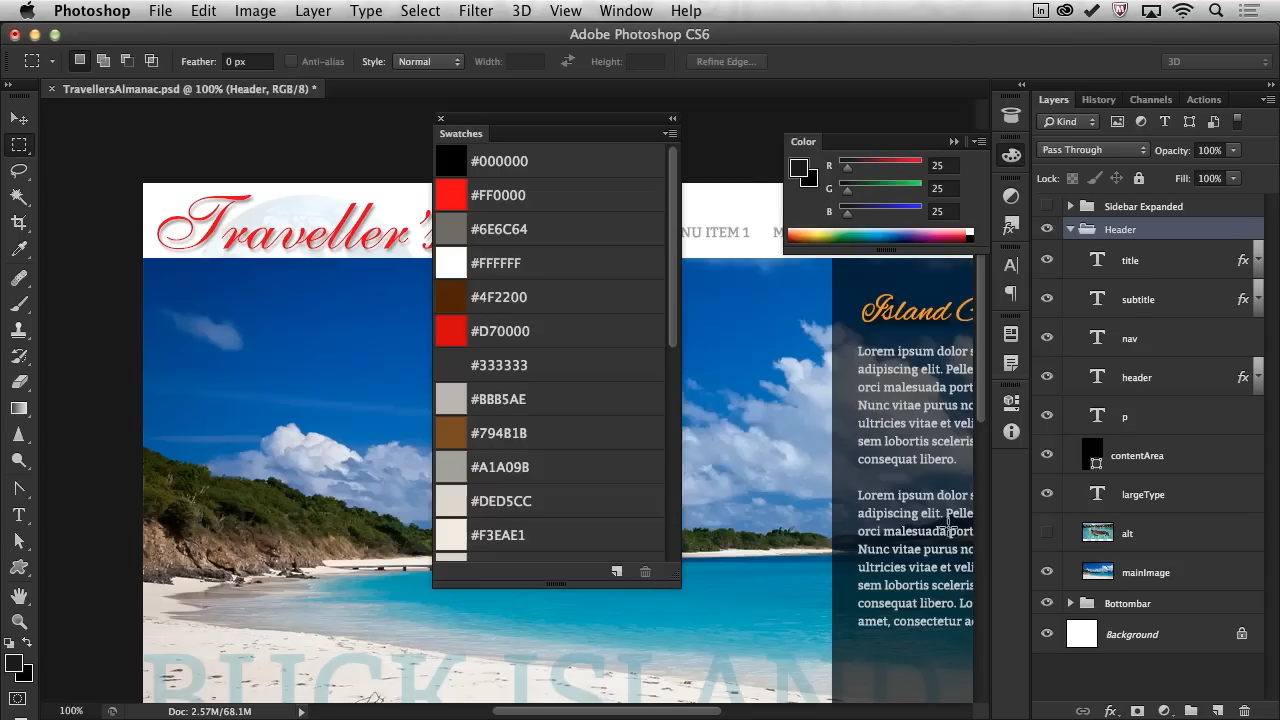 Photoshop File Edit Image Layer Type Select Filter 3D View Window Help
Adobe Photoshop CS6
Feather: 0 px Anti-alias Style: Normal Width: Height: Refine Edge... 3D
TravellersAlmanac.psd @ 100% (Header, RGB/8) *
Swatches
#000000
#FF0000
#6E6C64
#FFFFFF
#4F2200
#D70000
#333333
#BBB5AE
#794B1B
#A1A09B
#DED5CC
#F3EAE1
Color
R 25
G 25
B 25
Traveller's
NU ITEM 1 M
Island G
Lorem ipsum dolor s
adipiscing elit. Pelle
orci malesuada port
Nunc vitae purus no
ultricies vitae et veli
sem lobortis sceleris
consequat libero.
Lorem ipsum dolor s
adipiscing elit. Pelle
orci malesuada port
Nunc vitae purus no
ultricies vitae et veli
sem lobortis sceleris
consequat libero. Lo
amet, consectetur ad
BUCK ISLAND
Layers History Channels Actions
Kind
Pass Through Opacity: 100%
Lock: Fill: 100%
Sidebar Expanded
Header
title fx
subtitle fx
nav
header fx
p
contentArea
largeType
alt
mainImage
Bottombar
Background
100% Doc: 2.57M/68.1M